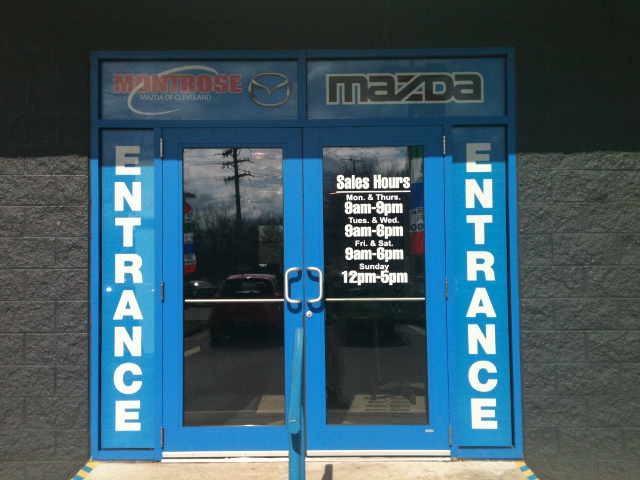 MONTROSE
MAZDA OF CLEVELAND
mazda
ENTRANCE
Sales Hours
Mon. & Thurs.
9am-9pm
Tues. & Wed.
9am-6pm
Fri. & Sat.
9am-6pm
Sunday
12pm-5pm
ENTRANCE